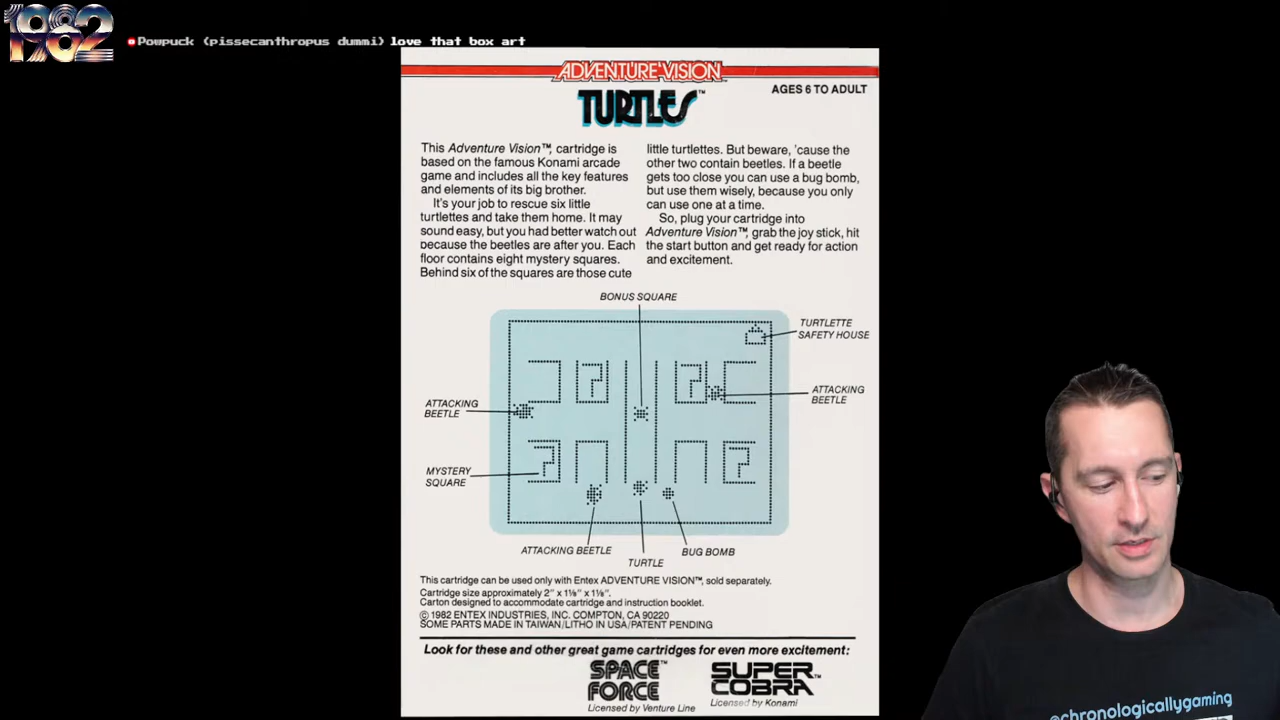 1982
Powpuck (pissecanthropus dummi) love that box art
ADVENTURE VISION
TURTLES™
AGES 6 TO ADULT
This Adventure Vision™, cartridge is
based on the famous Konami arcade
game and includes all the key features
and elements of its big brother.
It's your job to rescue six little
turtlettes and take them home. It may
sound easy, but you had better watch out
because the beetles are after you. Each
floor contains eight mystery squares.
Behind six of the squares are those cute
little turtlettes. But beware, 'cause the
other two contain beetles. If a beetle
gets too close you can use a bug bomb,
but use them wisely, because you only
can use one at a time.
So, plug your cartridge into
Adventure Vision™, grab the joy stick, hit
the start button and get ready for action
and excitement.
BONUS SQUARE
TURTLETTE
SAFETY HOUSE
ATTACKING
BEETLE
ATTACKING
BEETLE
? ?
MYSTERY
SQUARE
? ?
ATTACKING BEETLE
TURTLE
BUG BOMB
This cartridge can be used only with Entex ADVENTURE VISION™, sold separately.
Cartridge size approximately 2" x 1⅛" x 1⅛".
Carton designed to accommodate cartridge and instruction booklet.
© 1982 ENTEX INDUSTRIES, INC. COMPTON, CA 90220
SOME PARTS MADE IN TAIWAN/LITHO IN USA/PATENT PENDING
Look for these and other great game cartridges for even more excitement:
SPACE FORCE™
Licensed by Venture Line
SUPER COBRA™
Licensed by Konami
@chronologicallygaming